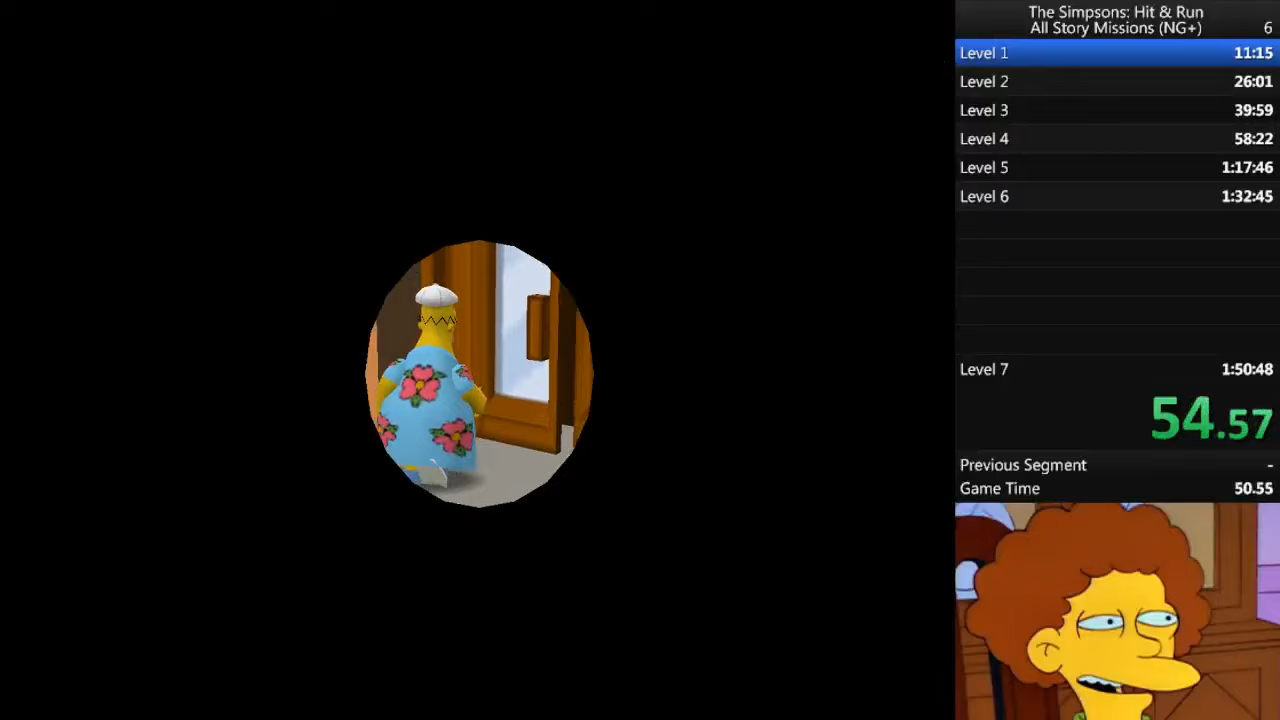 The Simpsons: Hit & Run
All Story Missions (NG+) 6
Level 1 11:15
Level 2 26:01
Level 3 39:59
Level 4 58:22
Level 5 1:17:46
Level 6 1:32:45
Level 7 1:50:48
54.57
Previous Segment -
Game Time 50.55